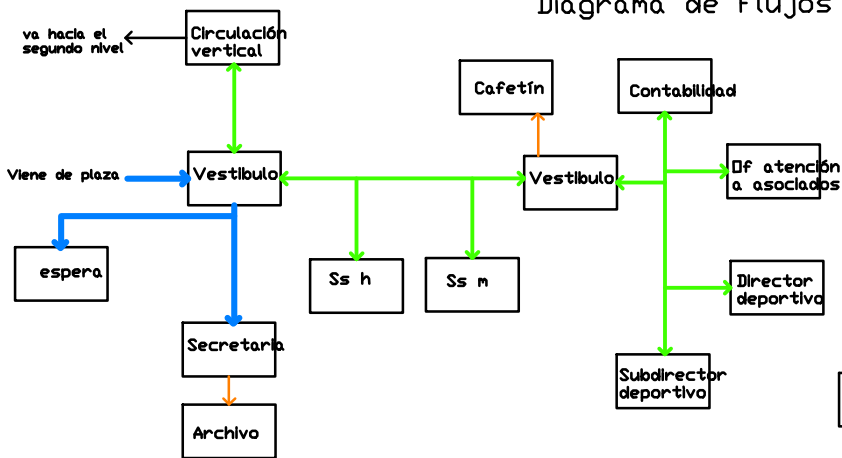 Diagrama de Flujos
va hacia el
segundo nivel
Circulación
vertical
Cafetín
Contabilidad
Viene de plaza
Vestíbulo
Vestíbulo
Of atención
a asociados
espera
Ss h
Ss m
Director
deportivo
Secretaria
Subdirector
deportivo
Archivo